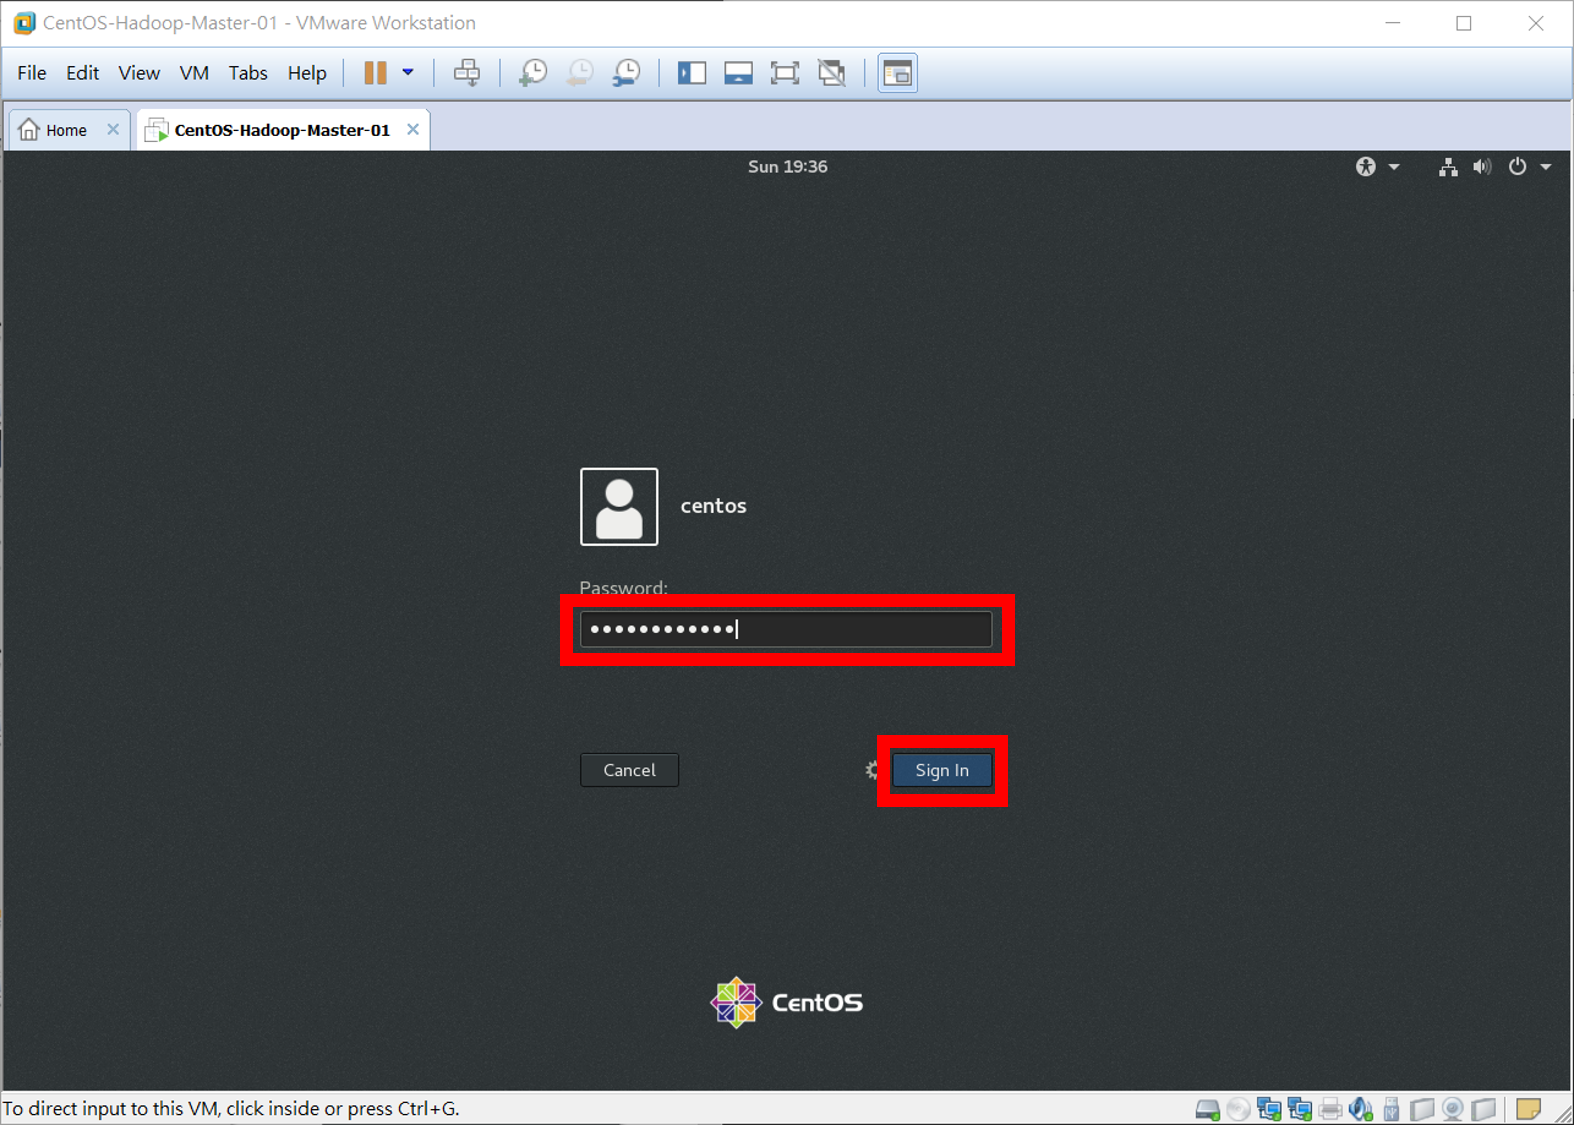 CentOS-Hadoop-Master-01 - VMware Workstation
File Edit View VM Tabs Help
Home CentOS-Hadoop-Master-01
Sun 19:36
centos
Password:
••••••••••••
Cancel Sign In
CentOS
To direct input to this VM, click inside or press Ctrl+G.